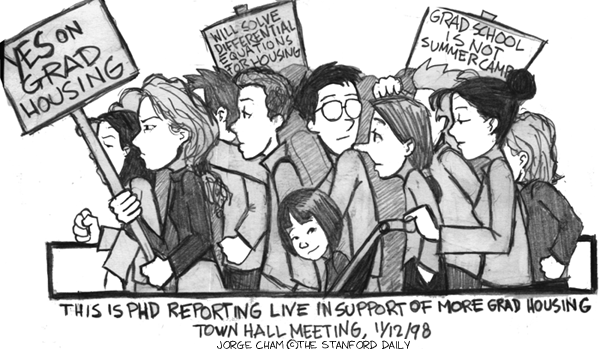 YES ON
GRAD
HOUSING
WILL SOLVE
DIFFERENTIAL
EQUATIONS
FOR HOUSING
GRAD SCHOOL
IS NOT
SUMMER CAMP
THIS IS PHD REPORTING LIVE IN SUPPORT OF MORE GRAD HOUSING
TOWN HALL MEETING, 11/12/98
JORGE CHAM ©THE STANFORD DAILY